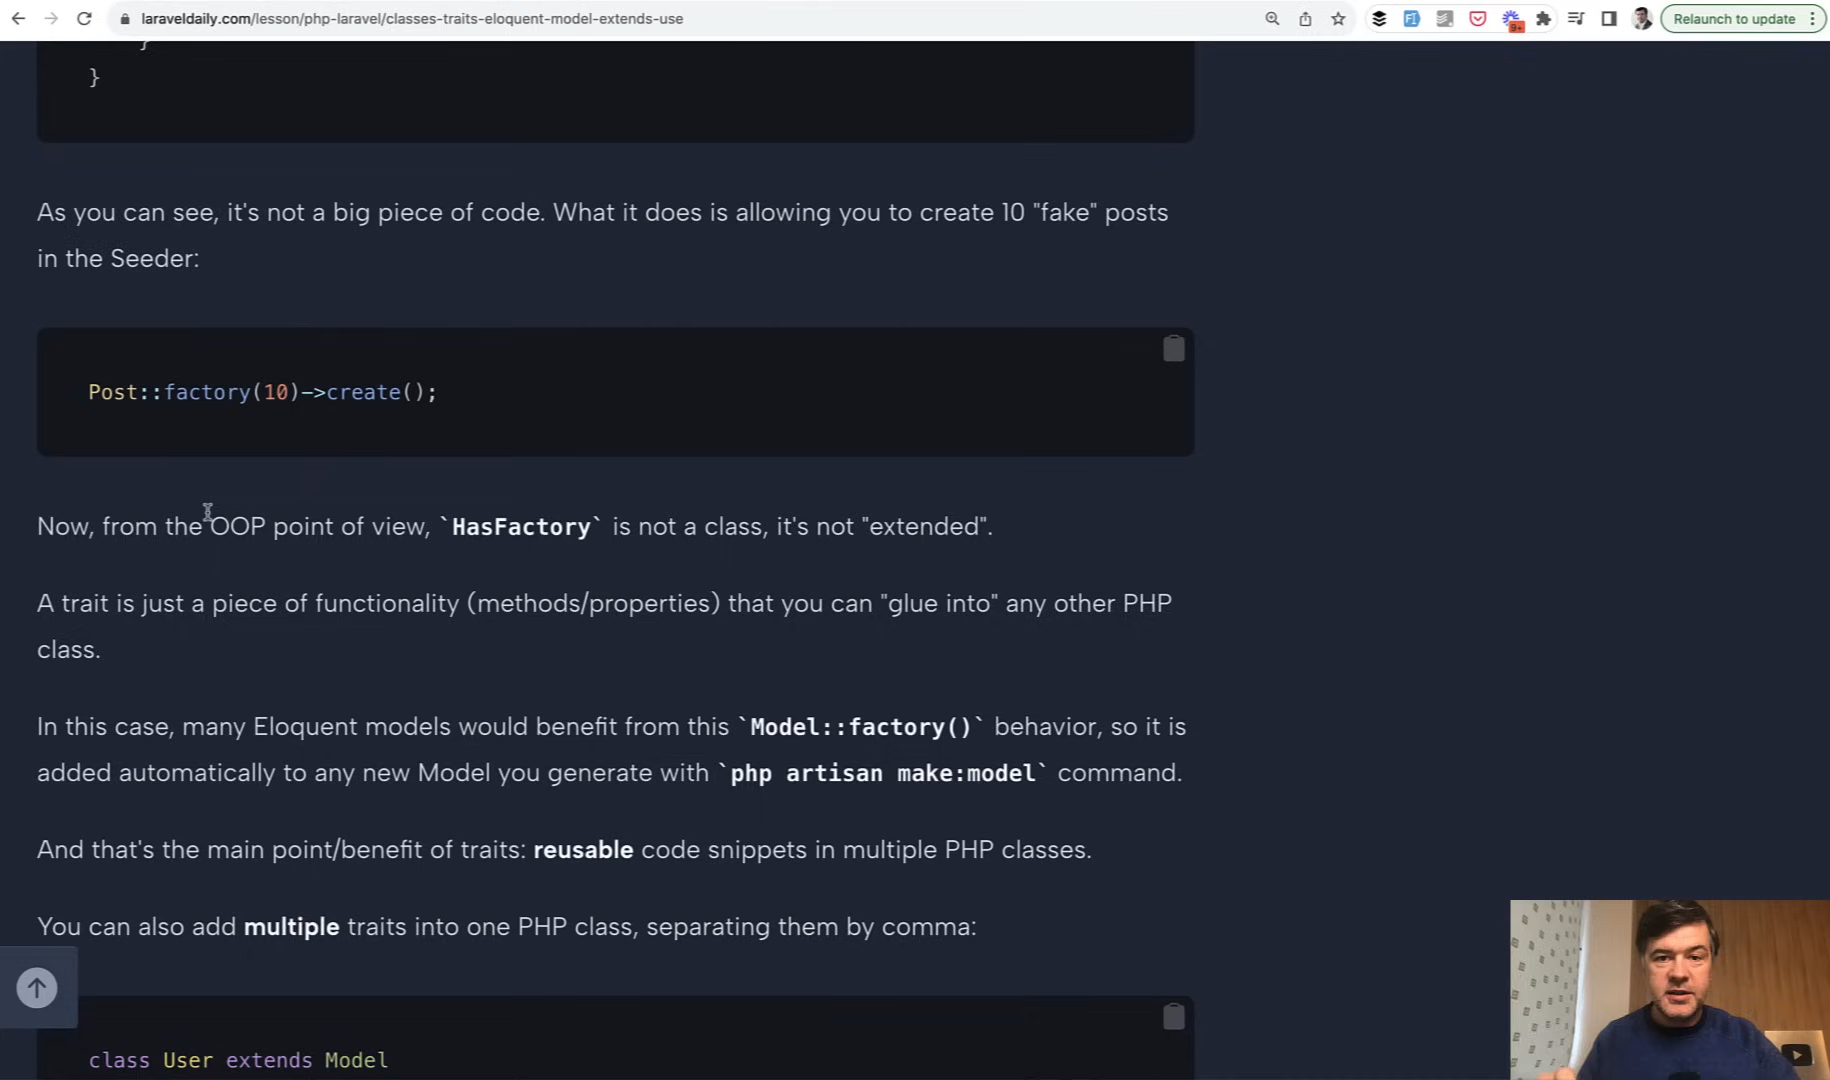 laraveldaily.com/lesson/php-laravel/classes-traits-eloquent-model-extends-use
9+
Relaunch to update
}
}
As you can see, it's not a big piece of code. What it does is allowing you to create 10 "fake" posts
in the Seeder:
Post::factory(10)->create();
Now, from the OOP point of view, `HasFactory` is not a class, it's not "extended".
A trait is just a piece of functionality (methods/properties) that you can "glue into" any other PHP
class.
In this case, many Eloquent models would benefit from this `Model::factory()` behavior, so it is
added automatically to any new Model you generate with `php artisan make:model` command.
And that's the main point/benefit of traits: reusable code snippets in multiple PHP classes.
You can also add multiple traits into one PHP class, separating them by comma:
class User extends Model